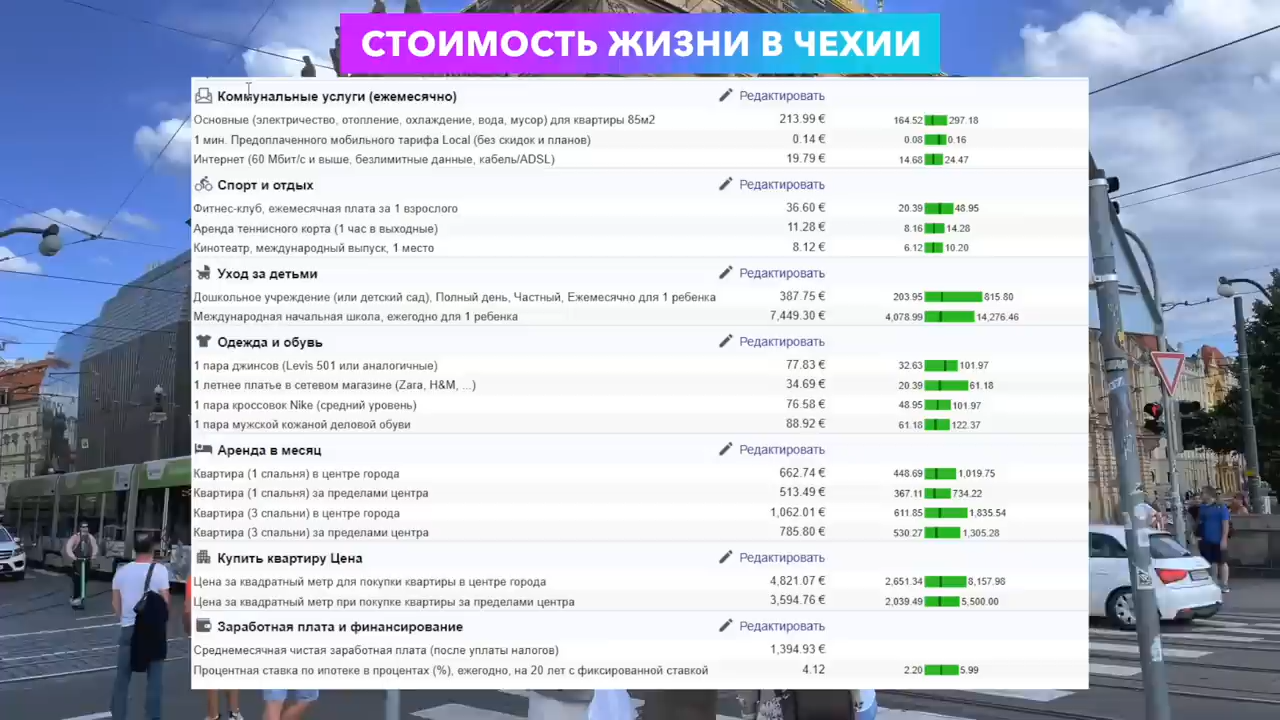 СТОИМОСТЬ ЖИЗНИ В ЧЕХИИ
Коммунальные услуги (ежемесячно) Редактировать
Основные (электричество, отопление, охлаждение, вода, мусор) для квартиры 85м2 213.99 € 164.52 297.18
1 мин. Предоплаченного мобильного тарифа Local (без скидок и планов) 0.14 € 0.08 0.16
Интернет (60 Мбит/с и выше, безлимитные данные, кабель/ADSL) 19.79 € 14.68 24.47
Спорт и отдых Редактировать
Фитнес-клуб, ежемесячная плата за 1 взрослого 36.60 € 20.39 48.95
Аренда теннисного корта (1 час в выходные) 11.28 € 8.16 14.28
Кинотеатр, международный выпуск, 1 место 8.12 € 6.12 10.20
Уход за детьми Редактировать
Дошкольное учреждение (или детский сад), Полный день, Частный, Ежемесячно для 1 ребенка 387.75 € 203.95 815.80
Международная начальная школа, ежегодно для 1 ребенка 7,449.30 € 4,078.99 14,276.46
Одежда и обувь Редактировать
1 пара джинсов (Levis 501 или аналогичные) 77.83 € 32.63 101.97
1 летнее платье в сетевом магазине (Zara, H&M, ...) 34.69 € 20.39 61.18
1 пара кроссовок Nike (средний уровень) 76.58 € 48.95 101.97
1 пара мужской кожаной деловой обуви 88.92 € 61.18 122.37
Аренда в месяц Редактировать
Квартира (1 спальня) в центре города 662.74 € 448.69 1,019.75
Квартира (1 спальня) за пределами центра 513.49 € 367.11 734.22
Квартира (3 спальни) в центре города 1,062.01 € 611.85 1,835.54
Квартира (3 спальни) за пределами центра 785.80 € 530.27 1,305.28
Купить квартиру Цена Редактировать
Цена за квадратный метр для покупки квартиры в центре города 4,821.07 € 2,651.34 8,157.98
Цена за квадратный метр при покупке квартиры за пределами центра 3,594.76 € 2,039.49 5,500.00
Заработная плата и финансирование Редактировать
Среднемесячная чистая заработная плата (после уплаты налогов) 1,394.93 €
Процентная ставка по ипотеке в процентах (%), ежегодно, на 20 лет с фиксированной ставкой 4.12 2.20 5.99